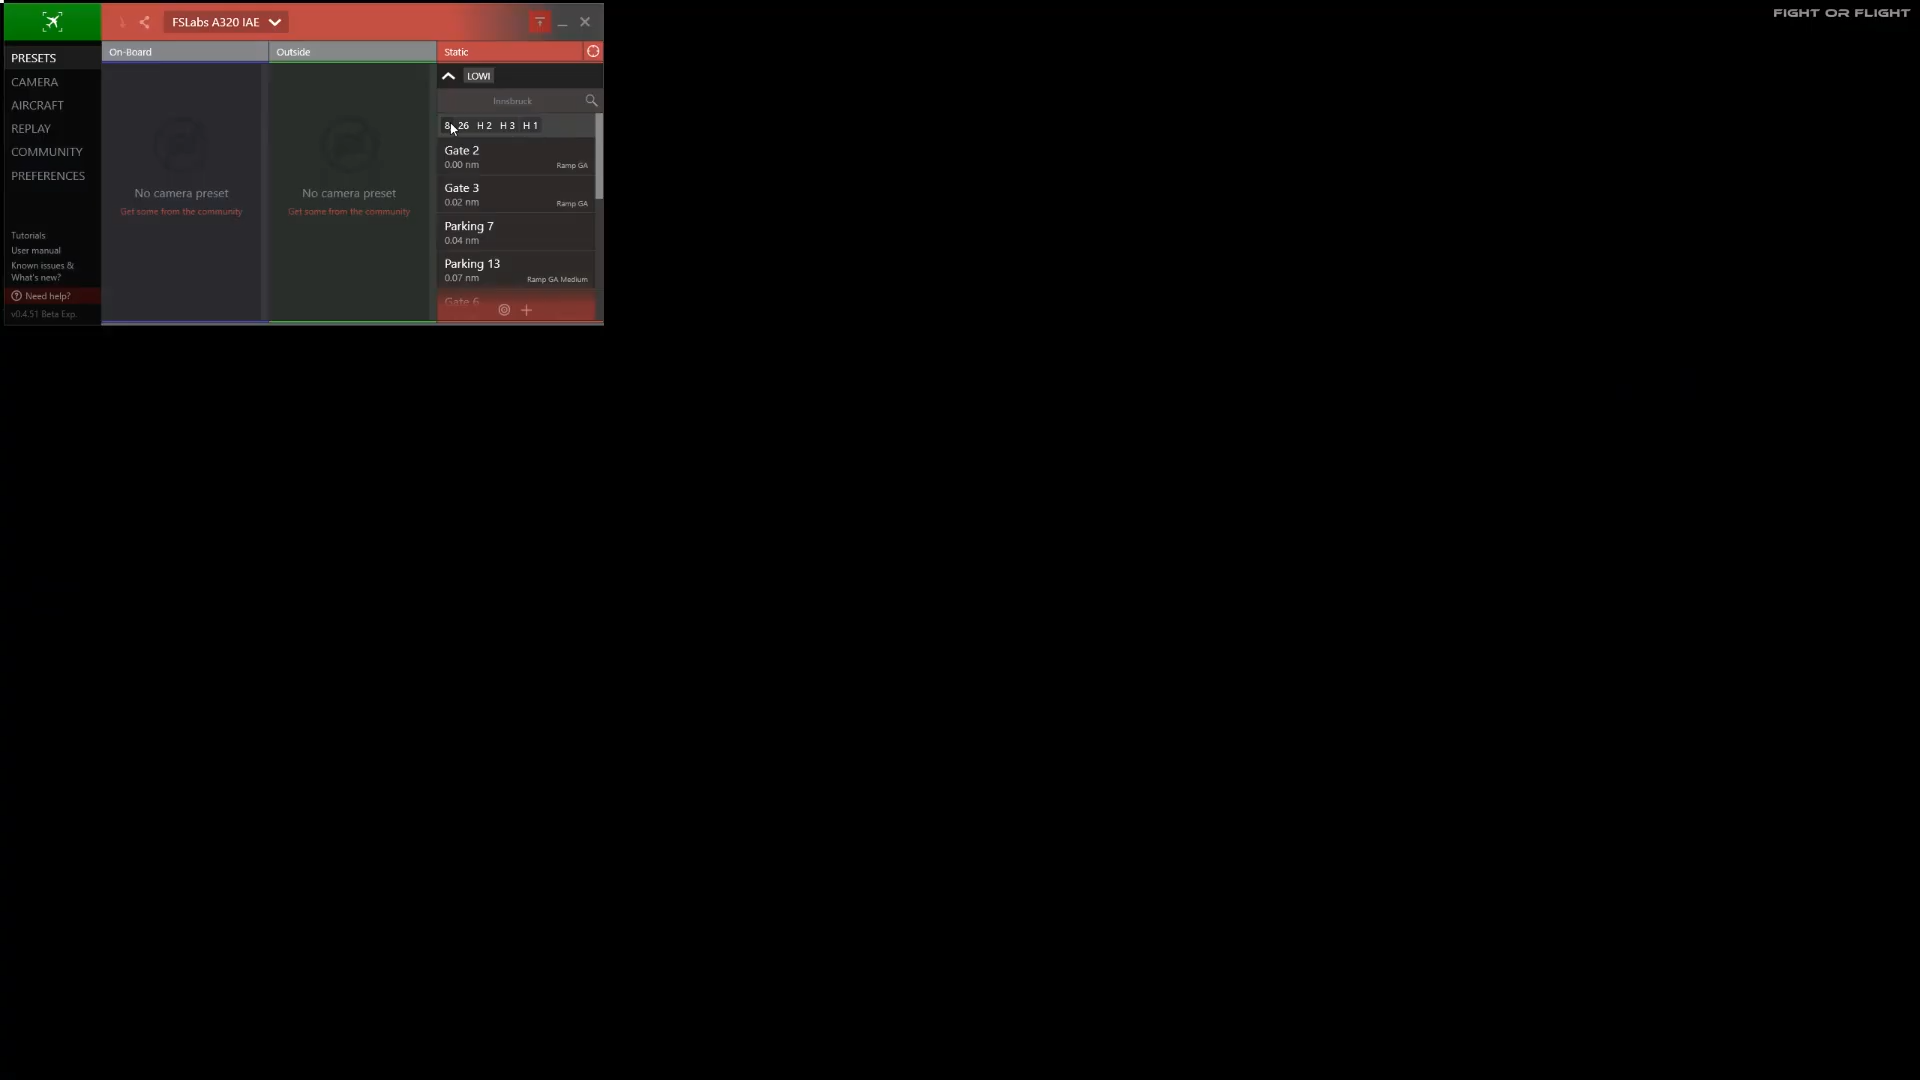 FIGHT OR FLIGHT
FSLabs A320 IAE
PRESETS
CAMERA
AIRCRAFT
REPLAY
COMMUNITY
PREFERENCES
Tutorials
User manual
Known issues &
What's new?
Need help?
v0.4.51 Beta Exp.
On-Board
No camera preset
Get some from the community
Outside
No camera preset
Get some from the community
Static
LOWI
Innsbruck
8 26 H 2 H 3 H 1
Gate 2
0.00 nm
Ramp GA
Gate 3
0.02 nm
Ramp GA
Parking 7
0.04 nm
Parking 13
0.07 nm
Ramp GA Medium
Gate 6